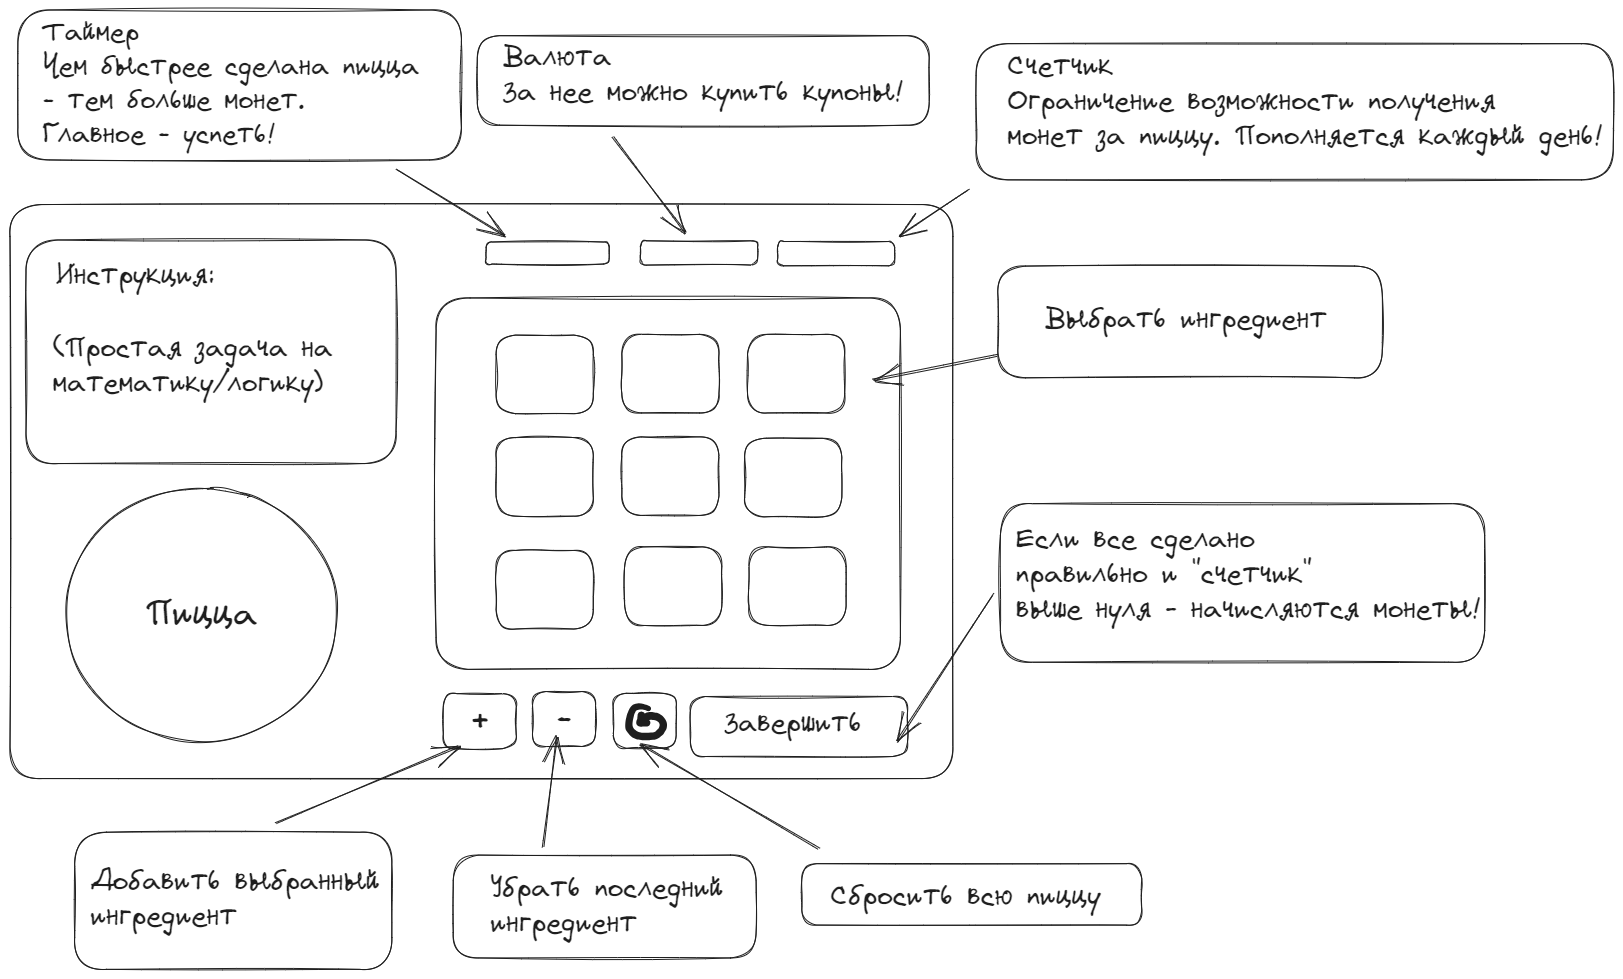 Таймер
Чем быстрее сделана пицца
- тем больше монет.
Главное - успеть!
Валюта
За нее можно купить купоны!
Счетчик
Ограничение возможности получения
монет за пиццу. Пополняется каждый день!
Инструкция:
(Простая задача на
математику/логику)
Выбрать ингредиент
Пицца
Если все сделано
правильно и "счетчик"
выше нуля - начисляются монеты!
+
-
Завершить
Добавить выбранный
ингредиент
Убрать последний
ингредиент
Сбросить всю пиццу